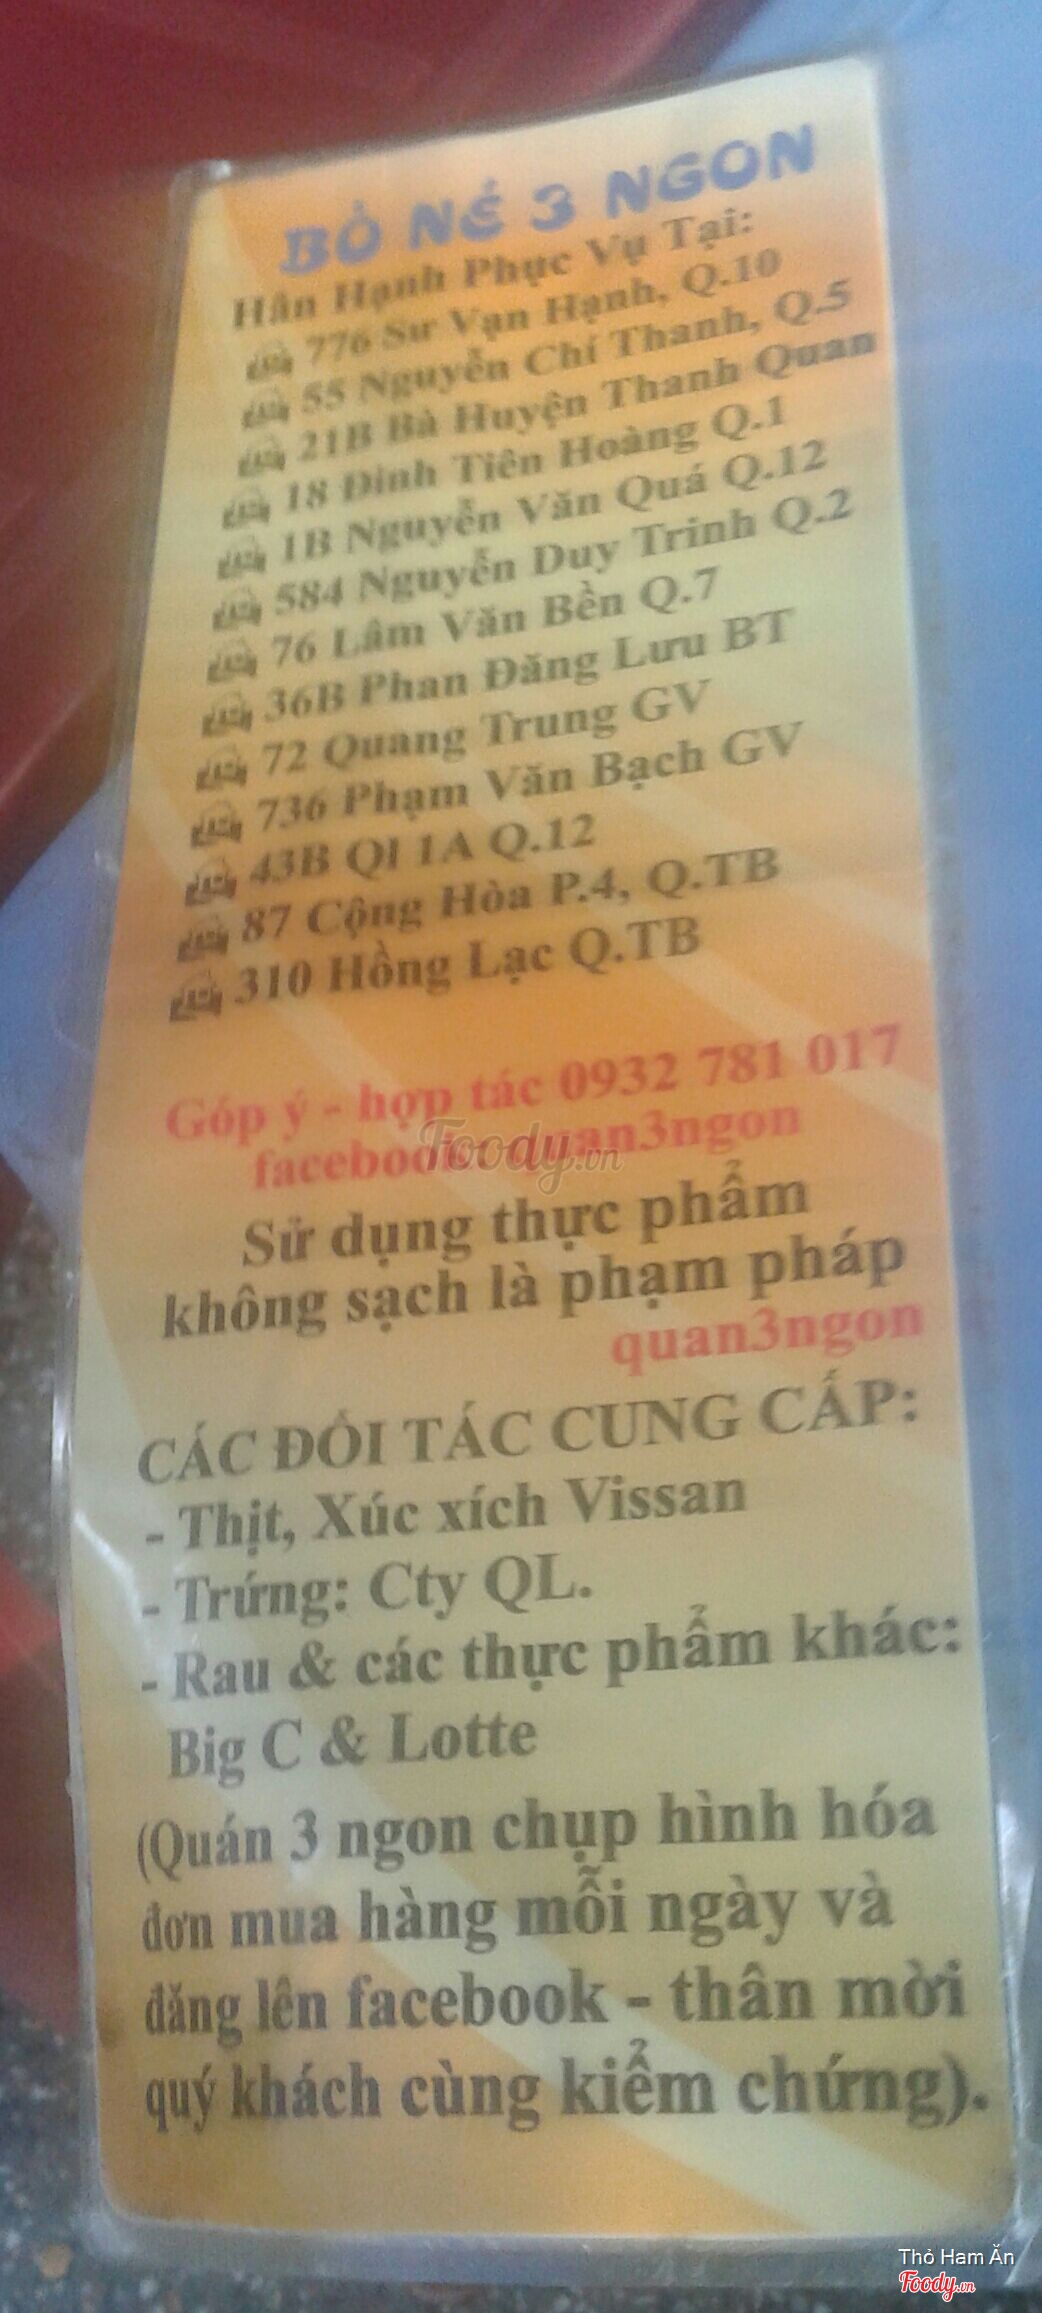 BÒ NÉ 3 NGON
Hân Hạnh Phục Vụ Tại:
776 Sư Vạn Hạnh, Q.10
55 Nguyễn Chí Thanh, Q.5
21B Bà Huyện Thanh Quan
18 Đinh Tiên Hoàng Q.1
1B Nguyễn Văn Quá Q.12
584 Nguyễn Duy Trinh Q.2
76 Lâm Văn Bền Q.7
36B Phan Đăng Lưu BT
72 Quang Trung GV
736 Phạm Văn Bạch GV
43B Ql 1A Q.12
87 Cộng Hòa P.4, Q.TB
310 Hồng Lạc Q.TB
Góp ý - hợp tác 0932 781 017
facebook: quan3ngon
Foody.vn
Sử dụng thực phẩm
không sạch là phạm pháp
quan3ngon
CÁC ĐỐI TÁC CUNG CẤP:
- Thịt, Xúc xích Vissan
- Trứng: Cty QL.
- Rau & các thực phẩm khác:
Big C & Lotte
(Quán 3 ngon chụp hình hóa
đơn mua hàng mỗi ngày và
đăng lên facebook - thân mời
quý khách cùng kiểm chứng).
Thỏ Ham Ăn
Foody.vn